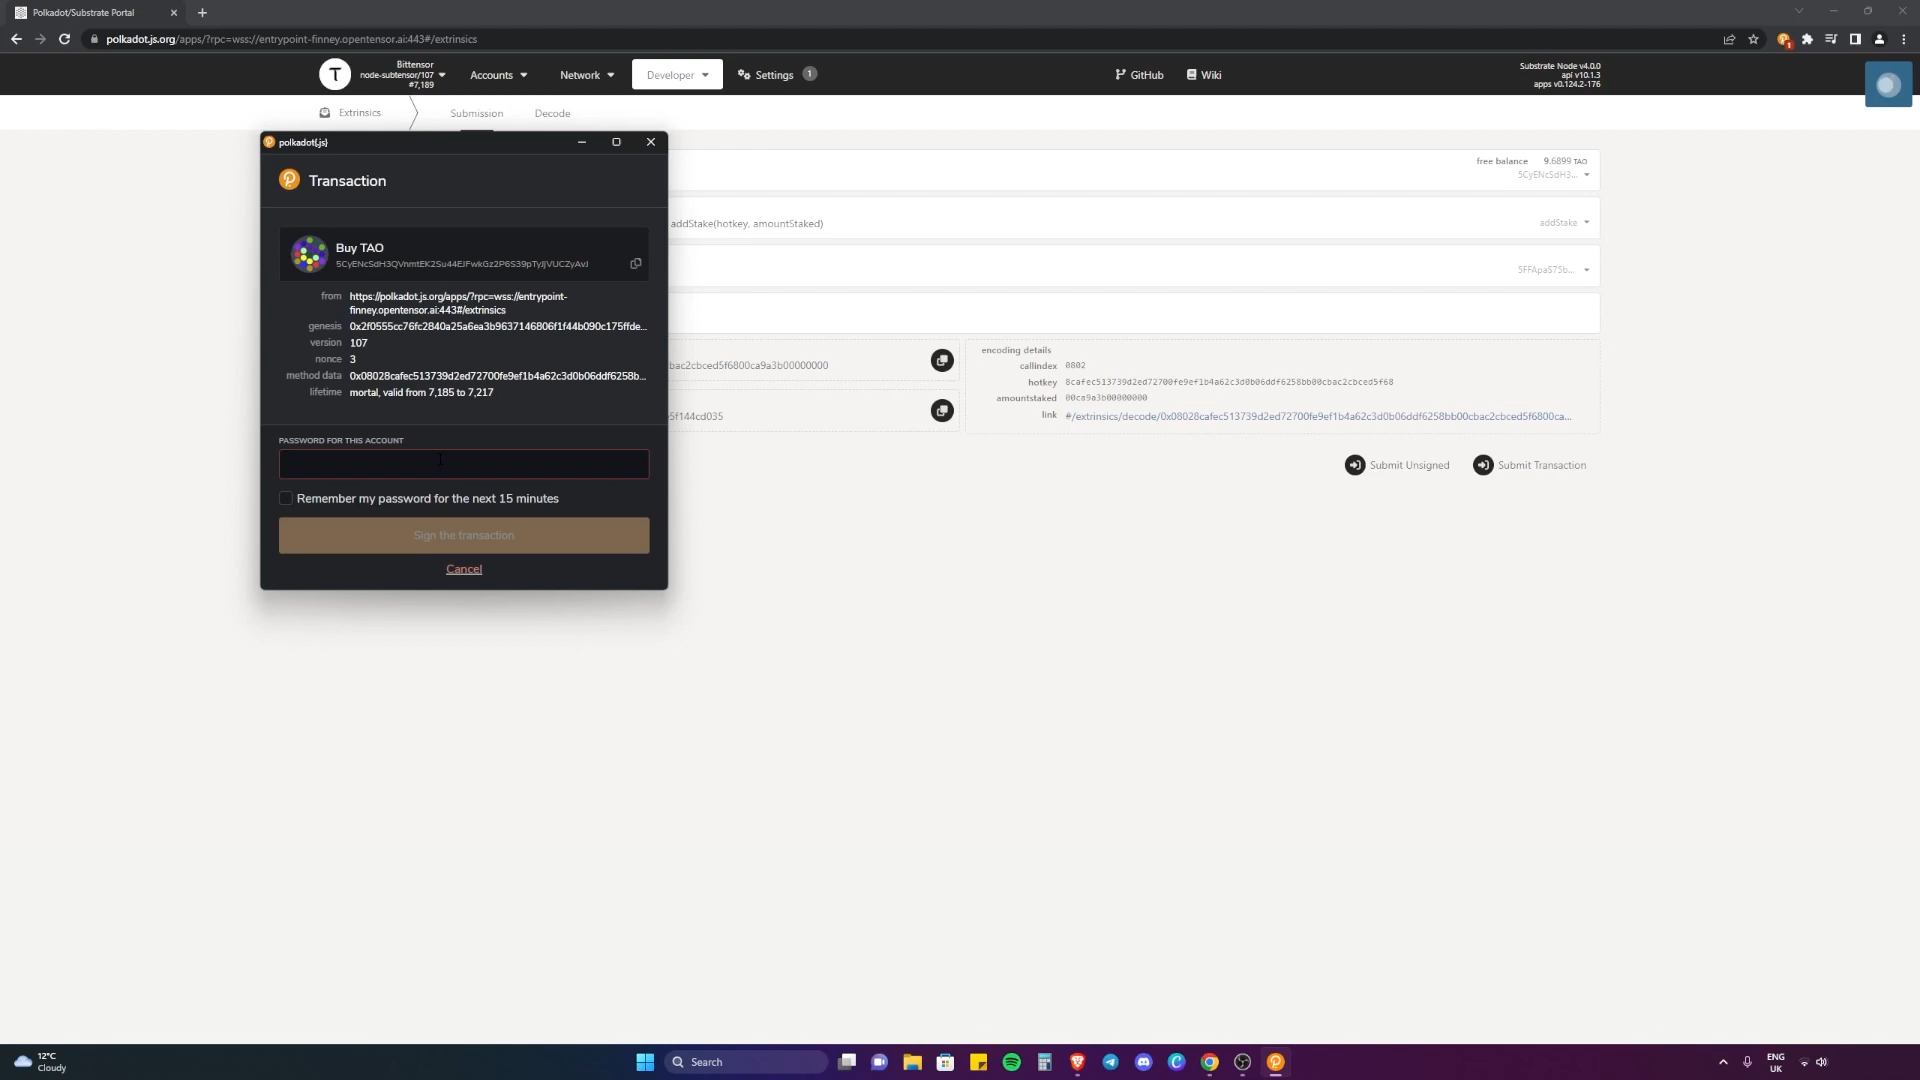 Polkadot/Substrate Portal
polkadot.js.org/apps/?rpc=wss://entrypoint-finney.opentensor.ai:443#/extrinsics
1
T
Bittensor
node-subtensor/107
#7,189
Accounts
Network
Developer
Settings
1
GitHub
Wiki
Substrate Node v4.0.0
api v10.1.3
apps v0.124.2-176
Extrinsics
Submission
Decode
polkadot{.js}
Transaction
Buy TAO
5CyENcSdH3QVnmtEK2Su44EJFwkGz2P6S39pTyJjVUCZyAvJ
from https://polkadot.js.org/apps/?rpc=wss://entrypoint-
finney.opentensor.ai:443#/extrinsics
genesis 0x2f0555cc76fc2840a25a6ea3b9637146806f1f44b090c175ffde...
version 107
nonce 3
method data 0x08028cafec513739d2ed72700fe9ef1b4a62c3d0b06ddf6258b...
lifetime mortal, valid from 7,185 to 7,217
PASSWORD FOR THIS ACCOUNT
Remember my password for the next 15 minutes
Sign the transaction
Cancel
free balance 9.6899 TAO
5CyENcSdH3...
addStake(hotkey, amountStaked)
addStake
5FFApaS75b...
bac2cbced5f6800ca9a3b00000000
5f144cd035
encoding details
callindex 0802
hotkey 8cafec513739d2ed72700fe9ef1b4a62c3d0b06ddf6258bb00cbac2cbced5f68
amountstaked 00ca9a3b00000000
link #/extrinsics/decode/0x08028cafec513739d2ed72700fe9ef1b4a62c3d0b06ddf6258bb00cbac2cbced5f6800ca...
Submit Unsigned
Submit Transaction
12°C
Cloudy
Search
ENG
UK